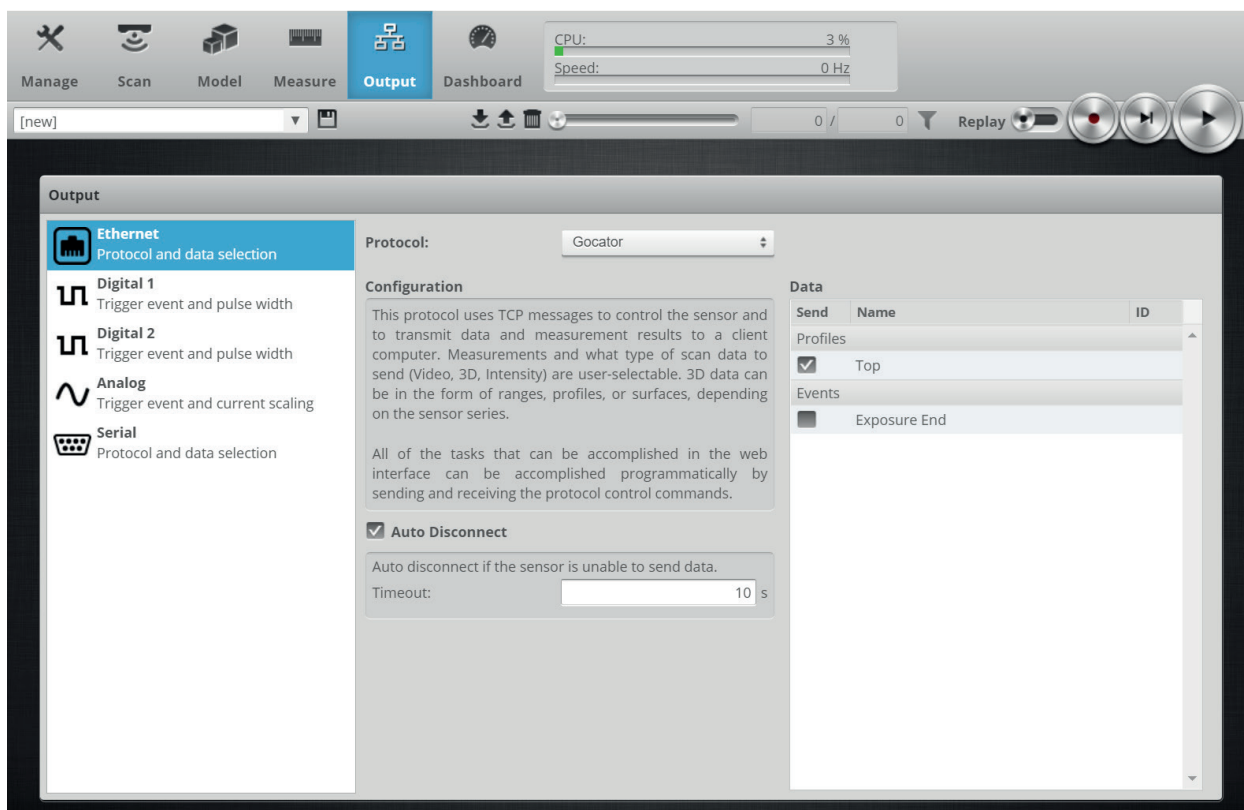 Manage Scan Model Measure Output Dashboard
CPU: 3 %
Speed: 0 Hz
[new] 0 / 0 Replay
Output
Ethernet
Protocol and data selection
Digital 1
Trigger event and pulse width
Digital 2
Trigger event and pulse width
Analog
Trigger event and current scaling
Serial
Protocol and data selection
Protocol: Gocator
Configuration
This protocol uses TCP messages to control the sensor and
to transmit data and measurement results to a client
computer. Measurements and what type of scan data to
send (Video, 3D, Intensity) are user-selectable. 3D data can
be in the form of ranges, profiles, or surfaces, depending
on the sensor series.
All of the tasks that can be accomplished in the web
interface can be accomplished programmatically by
sending and receiving the protocol control commands.
Auto Disconnect
Auto disconnect if the sensor is unable to send data.
Timeout: 10 s
Data
Send Name ID
Profiles
Top
Events
Exposure End